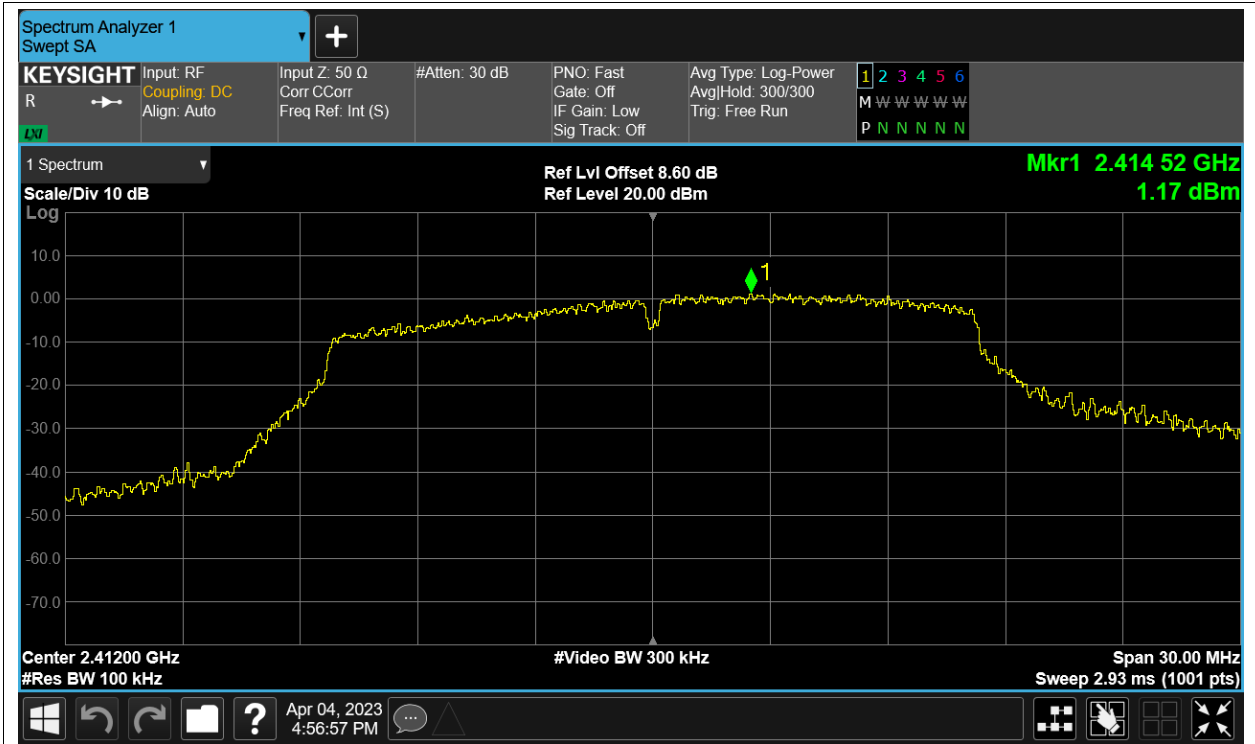 Spectrum Analyzer 1
Swept SA
+
KEYSIGHT
R
LXI
Input: RF
Coupling: DC
Align: Auto
Input Z: 50 Ω
Corr CCorr
Freq Ref: Int (S)
#Atten: 30 dB
PNO: Fast
Gate: Off
IF Gain: Low
Sig Track: Off
Avg Type: Log-Power
Avg|Hold: 300/300
Trig: Free Run
1 2 3 4 5 6
M W W W W W
P N N N N N
1 Spectrum
Scale/Div 10 dB
Log
Ref Lvl Offset 8.60 dB
Ref Level 20.00 dBm
Mkr1 2.414 52 GHz
1.17 dBm
1
10.0
0.00
-10.0
-20.0
-30.0
-40.0
-50.0
-60.0
-70.0
Center 2.41200 GHz
#Res BW 100 kHz
#Video BW 300 kHz
Span 30.00 MHz
Sweep 2.93 ms (1001 pts)
?
Apr 04, 2023
4:56:57 PM